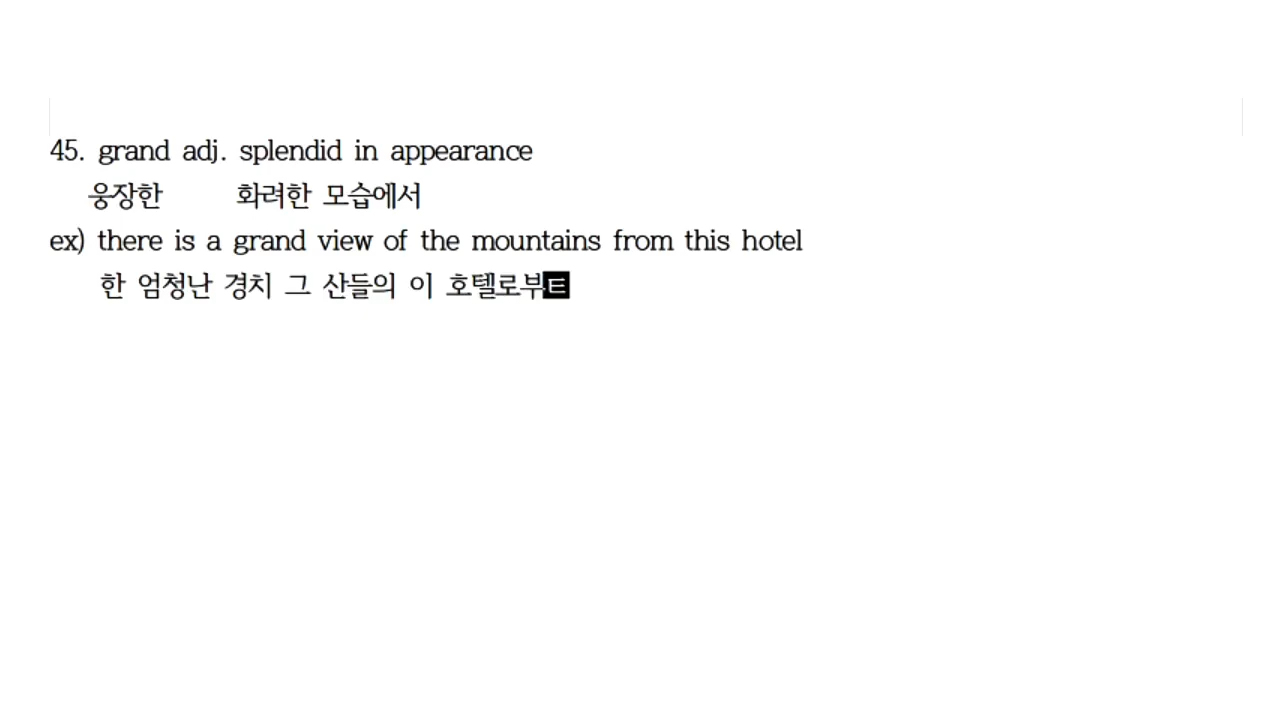 45. grand adj. splendid in appearance
웅장한 화려한 모습에서
ex) there is a grand view of the mountains from this hotel
한 엄청난 경치 그 산들의 이 호텔로부ㅌ